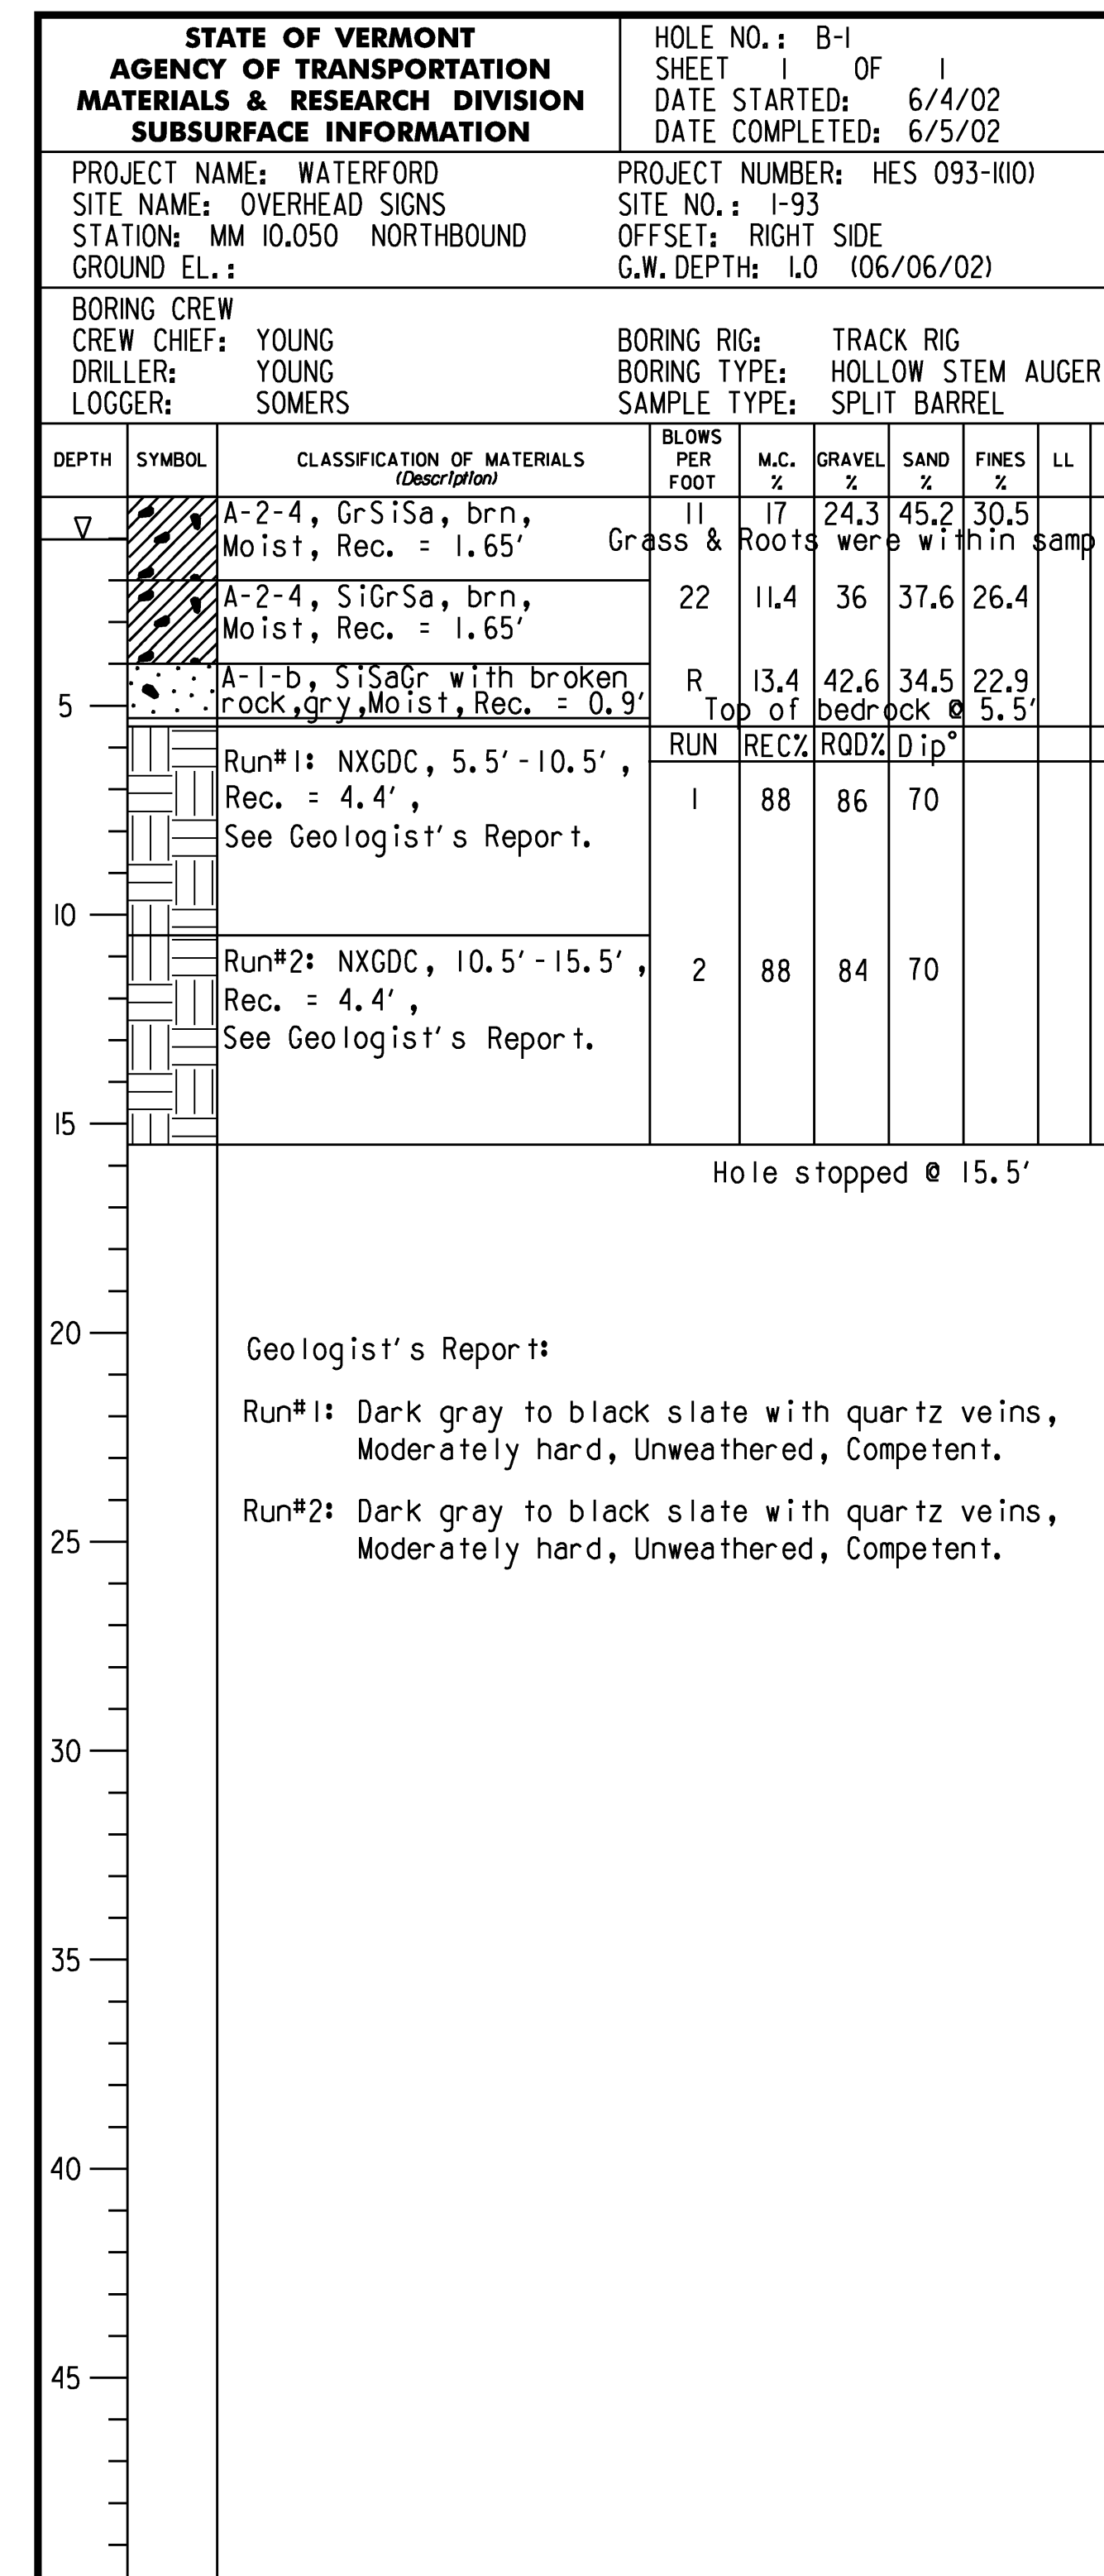 STATE OF VERMONT
AGENCY OF TRANSPORTATION
MATERIALS & RESEARCH DIVISION
SUBSURFACE INFORMATION
HOLE NO.: B-1
SHEET 1 OF 1
DATE STARTED: 6/4/02
DATE COMPLETED: 6/5/02
PROJECT NAME: WATERFORD
SITE NAME: OVERHEAD SIGNS
STATION: MM 10.050 NORTHBOUND
GROUND EL.:
PROJECT NUMBER: HES 093-1(10)
SITE NO.: I-93
OFFSET: RIGHT SIDE
G.W. DEPTH: 1.0 (06/06/02)
BORING CREW
CREW CHIEF: YOUNG
DRILLER: YOUNG
LOGGER: SOMERS
BORING RIG: TRACK RIG
BORING TYPE: HOLLOW STEM AUGER
SAMPLE TYPE: SPLIT BARREL
DEPTH SYMBOL CLASSIFICATION OF MATERIALS (Description) BLOWS PER FOOT M.C. % GRAVEL % SAND % FINES % LL
A-2-4, GrSiSa, brn, 11 17 24.3 45.2 30.5
Moist, Rec. = 1.65' Grass & Roots were within samp
A-2-4, SiGrSa, brn, 22 11.4 36 37.6 26.4
Moist, Rec. = 1.65'
A-1-b, SiSaGr with broken R 13.4 42.6 34.5 22.9
5 rock,gry,Moist,Rec. = 0.9' Top of bedrock @ 5.5'
RUN REC% RQD% Dip°
Run#1: NXGDC, 5.5'-10.5',
Rec. = 4.4', 1 88 86 70
See Geologist's Report.
10
Run#2: NXGDC, 10.5'-15.5', 2 88 84 70
Rec. = 4.4',
See Geologist's Report.
15
Hole stopped @ 15.5'
20
Geologist's Report:
Run#1: Dark gray to black slate with quartz veins,
Moderately hard, Unweathered, Competent.
Run#2: Dark gray to black slate with quartz veins,
25
Moderately hard, Unweathered, Competent.
30
35
40
45